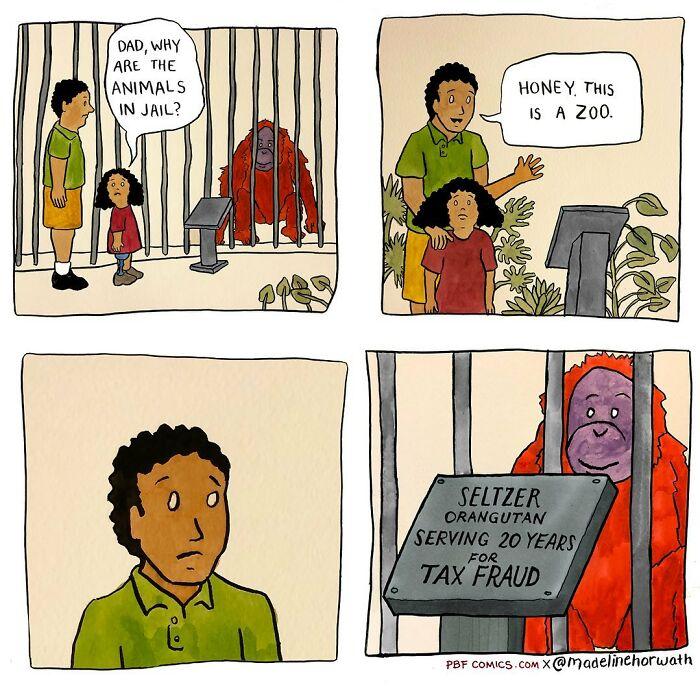 DAD, WHY
ARE THE
ANIMALS
IN JAIL?
HONEY, THIS
IS A ZOO.
SELTZER
ORANGUTAN
SERVING 20 YEARS
FOR
TAX FRAUD
PBF COMICS.COM X @madelinehorwath